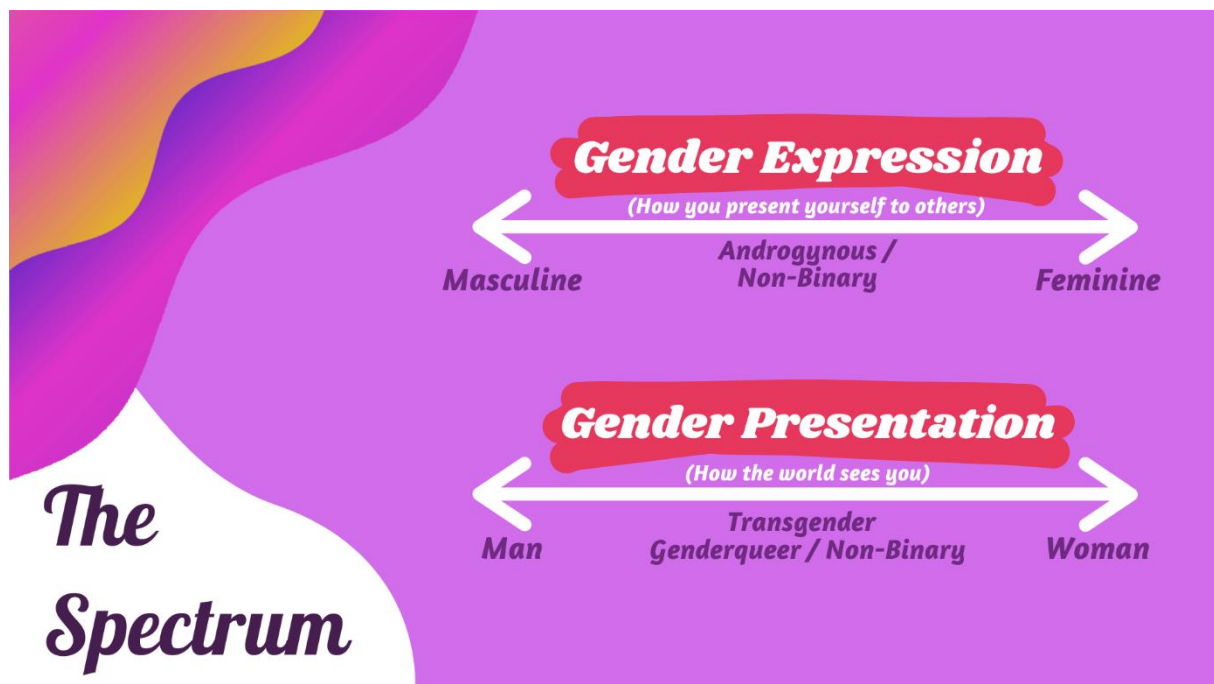 Gender Expression
(How you present yourself to others)
Androgynous /
Non-Binary
Masculine
Feminine
Gender Presentation
(How the world sees you)
Transgender
Genderqueer / Non-Binary
Man
Woman
The
Spectrum